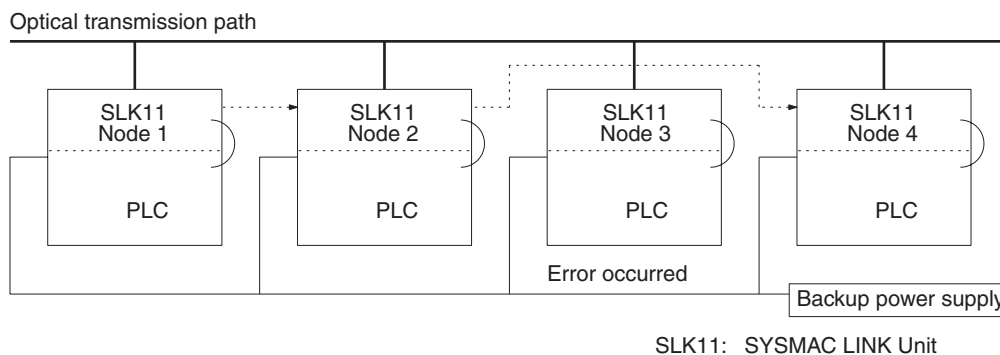 Optical transmission path
SLK11
Node 1
SLK11
Node 2
SLK11
Node 3
SLK11
Node 4
PLC
PLC
PLC
PLC
Error occurred
Backup power supply
SLK11: SYSMAC LINK Unit